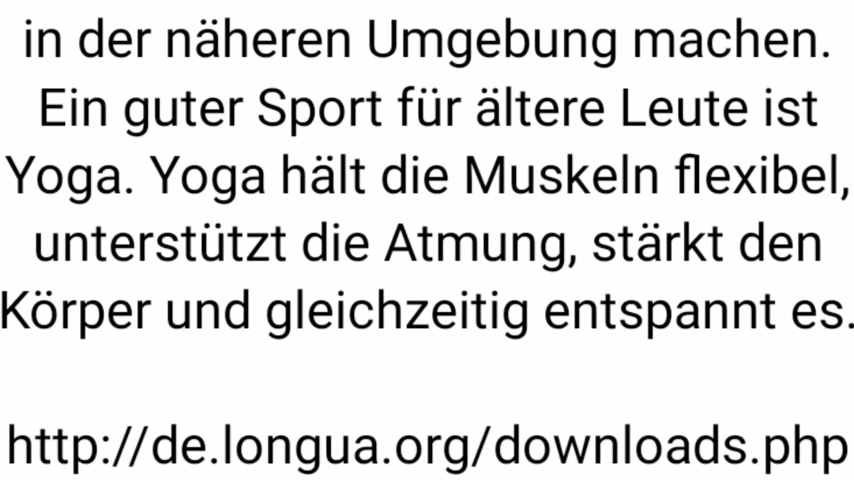 in der näheren Umgebung machen.
Ein guter Sport für ältere Leute ist
Yoga. Yoga hält die Muskeln flexibel,
unterstützt die Atmung, stärkt den
Körper und gleichzeitig entspannt es.
http://de.longua.org/downloads.php